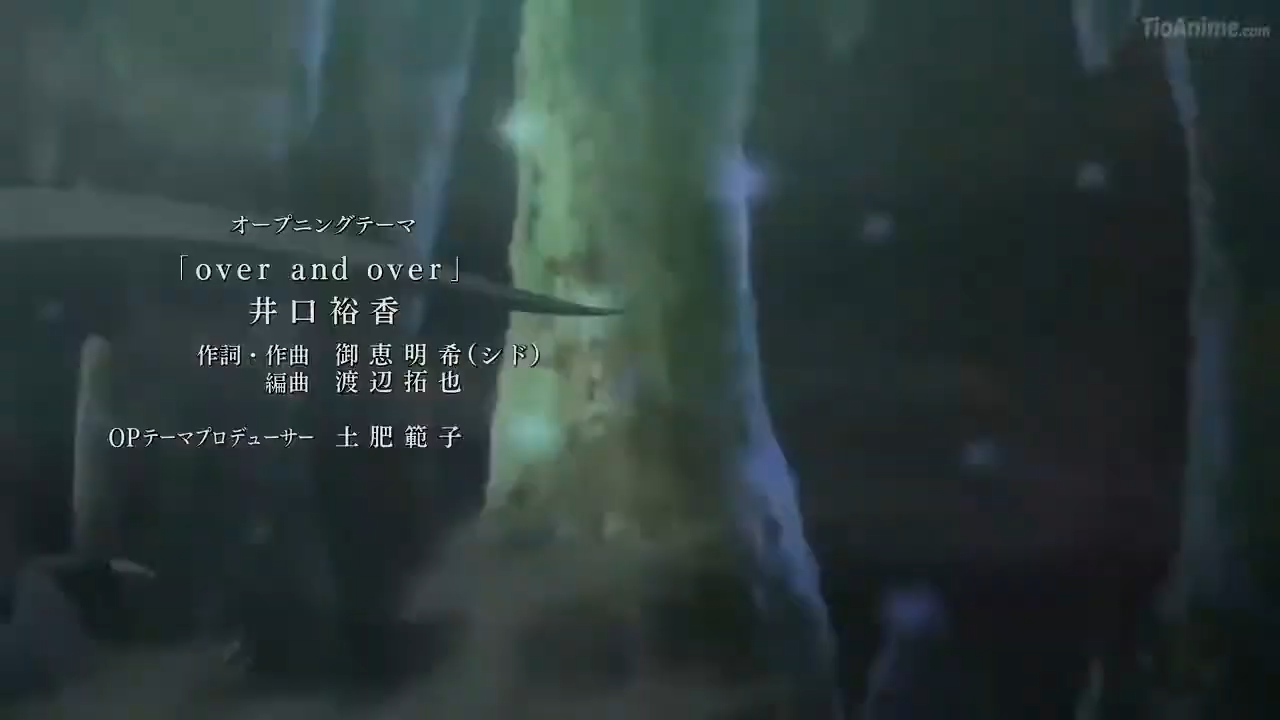 TioAnime.com
オープニングテーマ
「over and over」
井口裕香
作詞・作曲 御恵明希(シド)
編曲 渡辺拓也
OPテーマプロデューサー 土肥範子